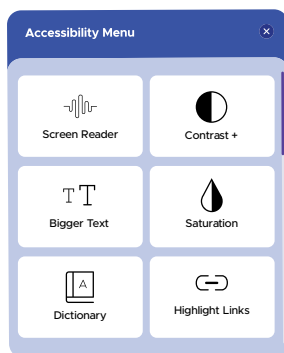 Accessibility Menu
Screen Reader
Contrast +
TT
Bigger Text
Saturation
A
Dictionary
Highlight Links